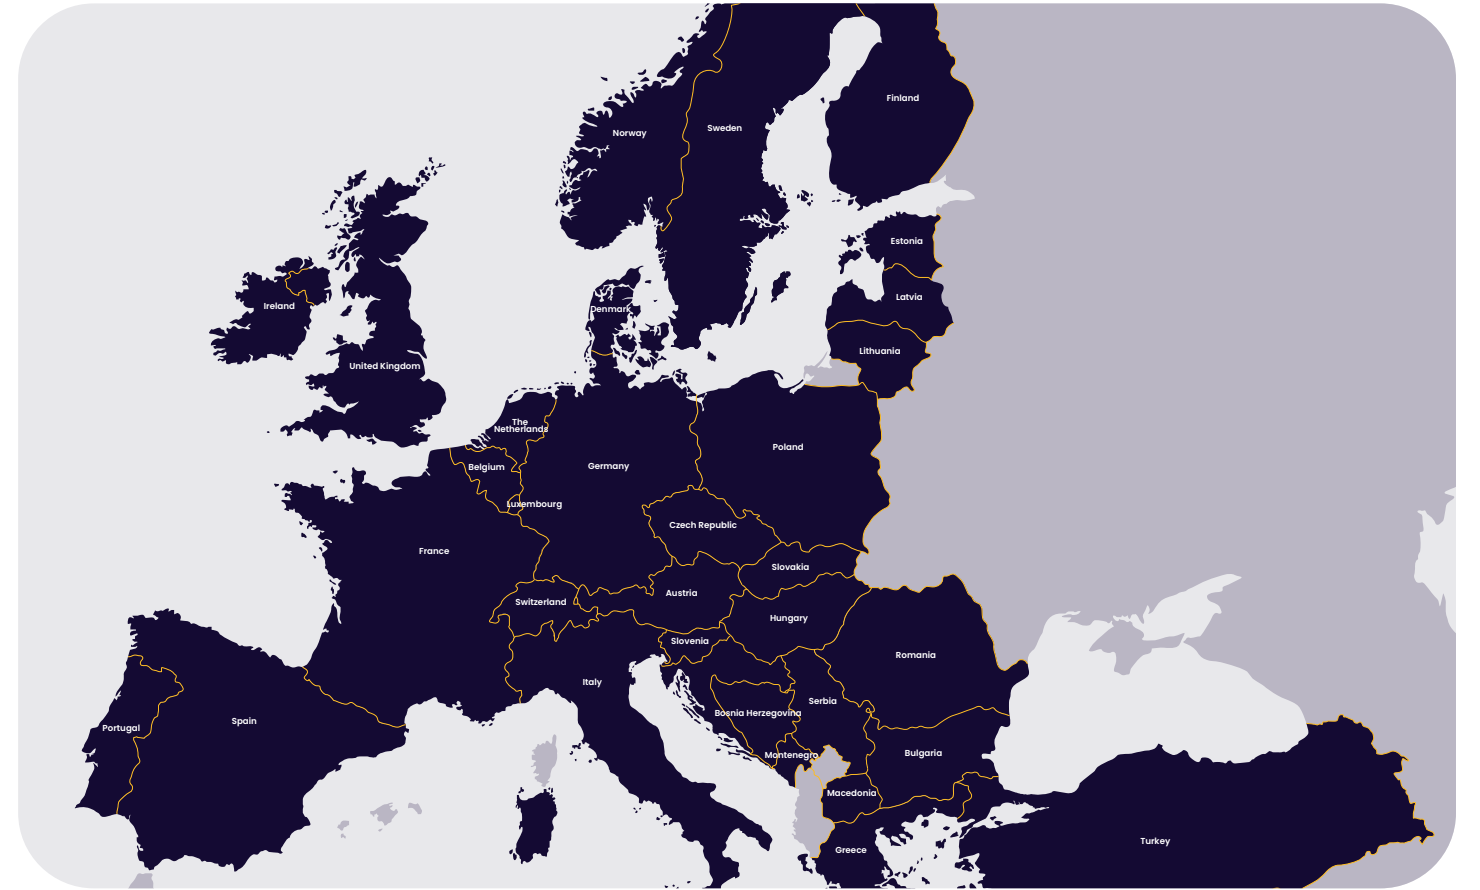 Finland
Sweden
Norway
Estonia
Latvia
Ireland
Denmark
Lithuania
United Kingdom
The
Netherlands
Poland
Germany
Belgium
Luxembourg
Czech Republic
France
Slovakia
Austria
Switzerland
Hungary
Slovenia
Romania
Italy
Serbia
Bosnia Herzegovina
Spain
Portugal
Bulgaria
Montenegro
Macedonia
Turkey
Greece